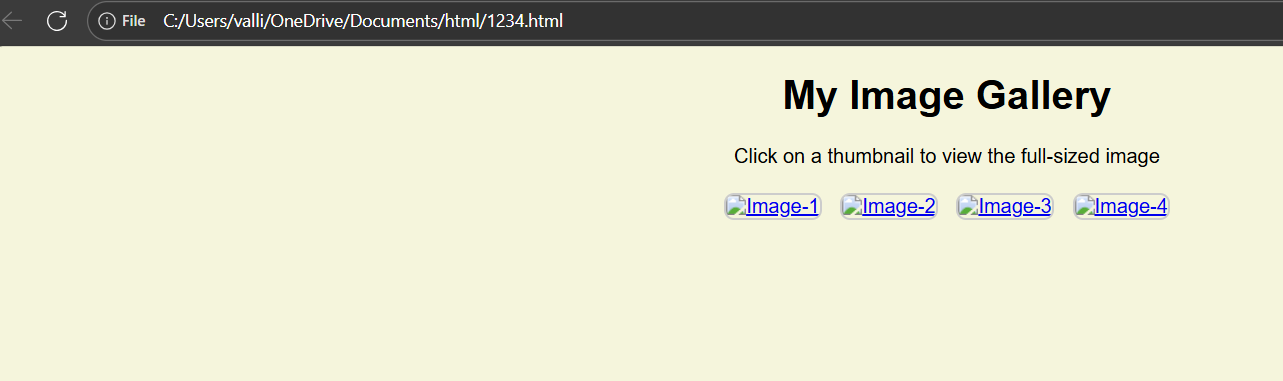 File C:/Users/valli/OneDrive/Documents/html/1234.html
My Image Gallery
Click on a thumbnail to view the full-sized image
Image-1 Image-2 Image-3 Image-4